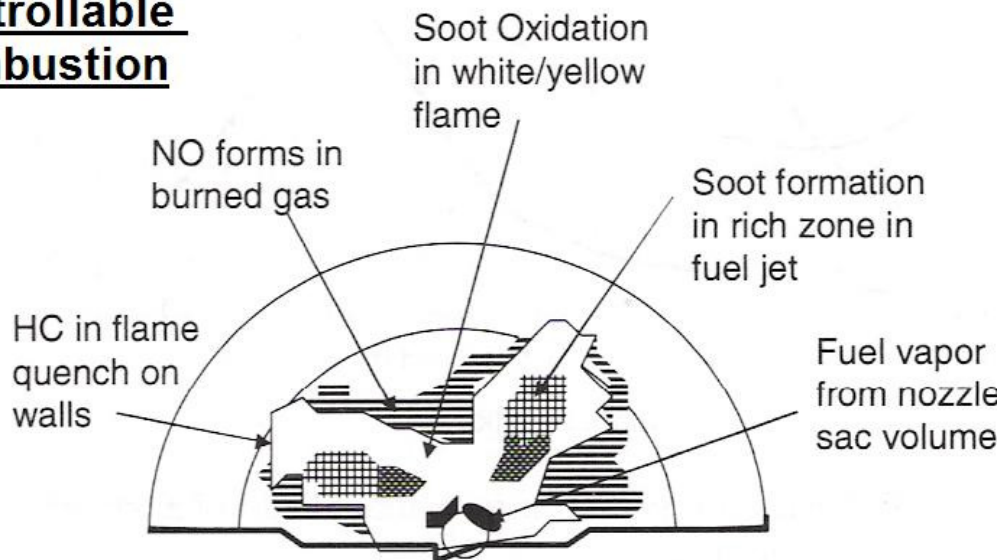 trollable
nbustion
Soot Oxidation
in white/yellow
flame
NO forms in
burned gas
Soot formation
in rich zone in
fuel jet
HC in flame
quench on
walls
Fuel vapor
from nozzle
sac volume